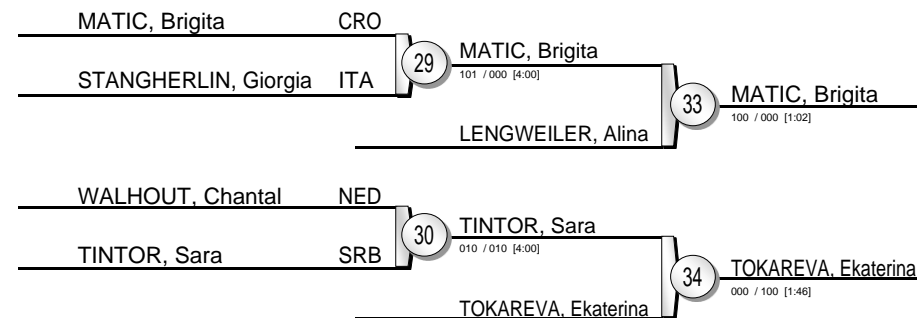 MATIC, Brigita CRO
STANGHERLIN, Giorgia ITA
29
MATIC, Brigita
101 / 000 [4:00]
LENGWEILER, Alina
33
MATIC, Brigita
100 / 000 [1:02]
WALHOUT, Chantal NED
TINTOR, Sara SRB
30
TINTOR, Sara
010 / 010 [4:00]
TOKAREVA, Ekaterina
34
TOKAREVA, Ekaterina
000 / 100 [1:46]